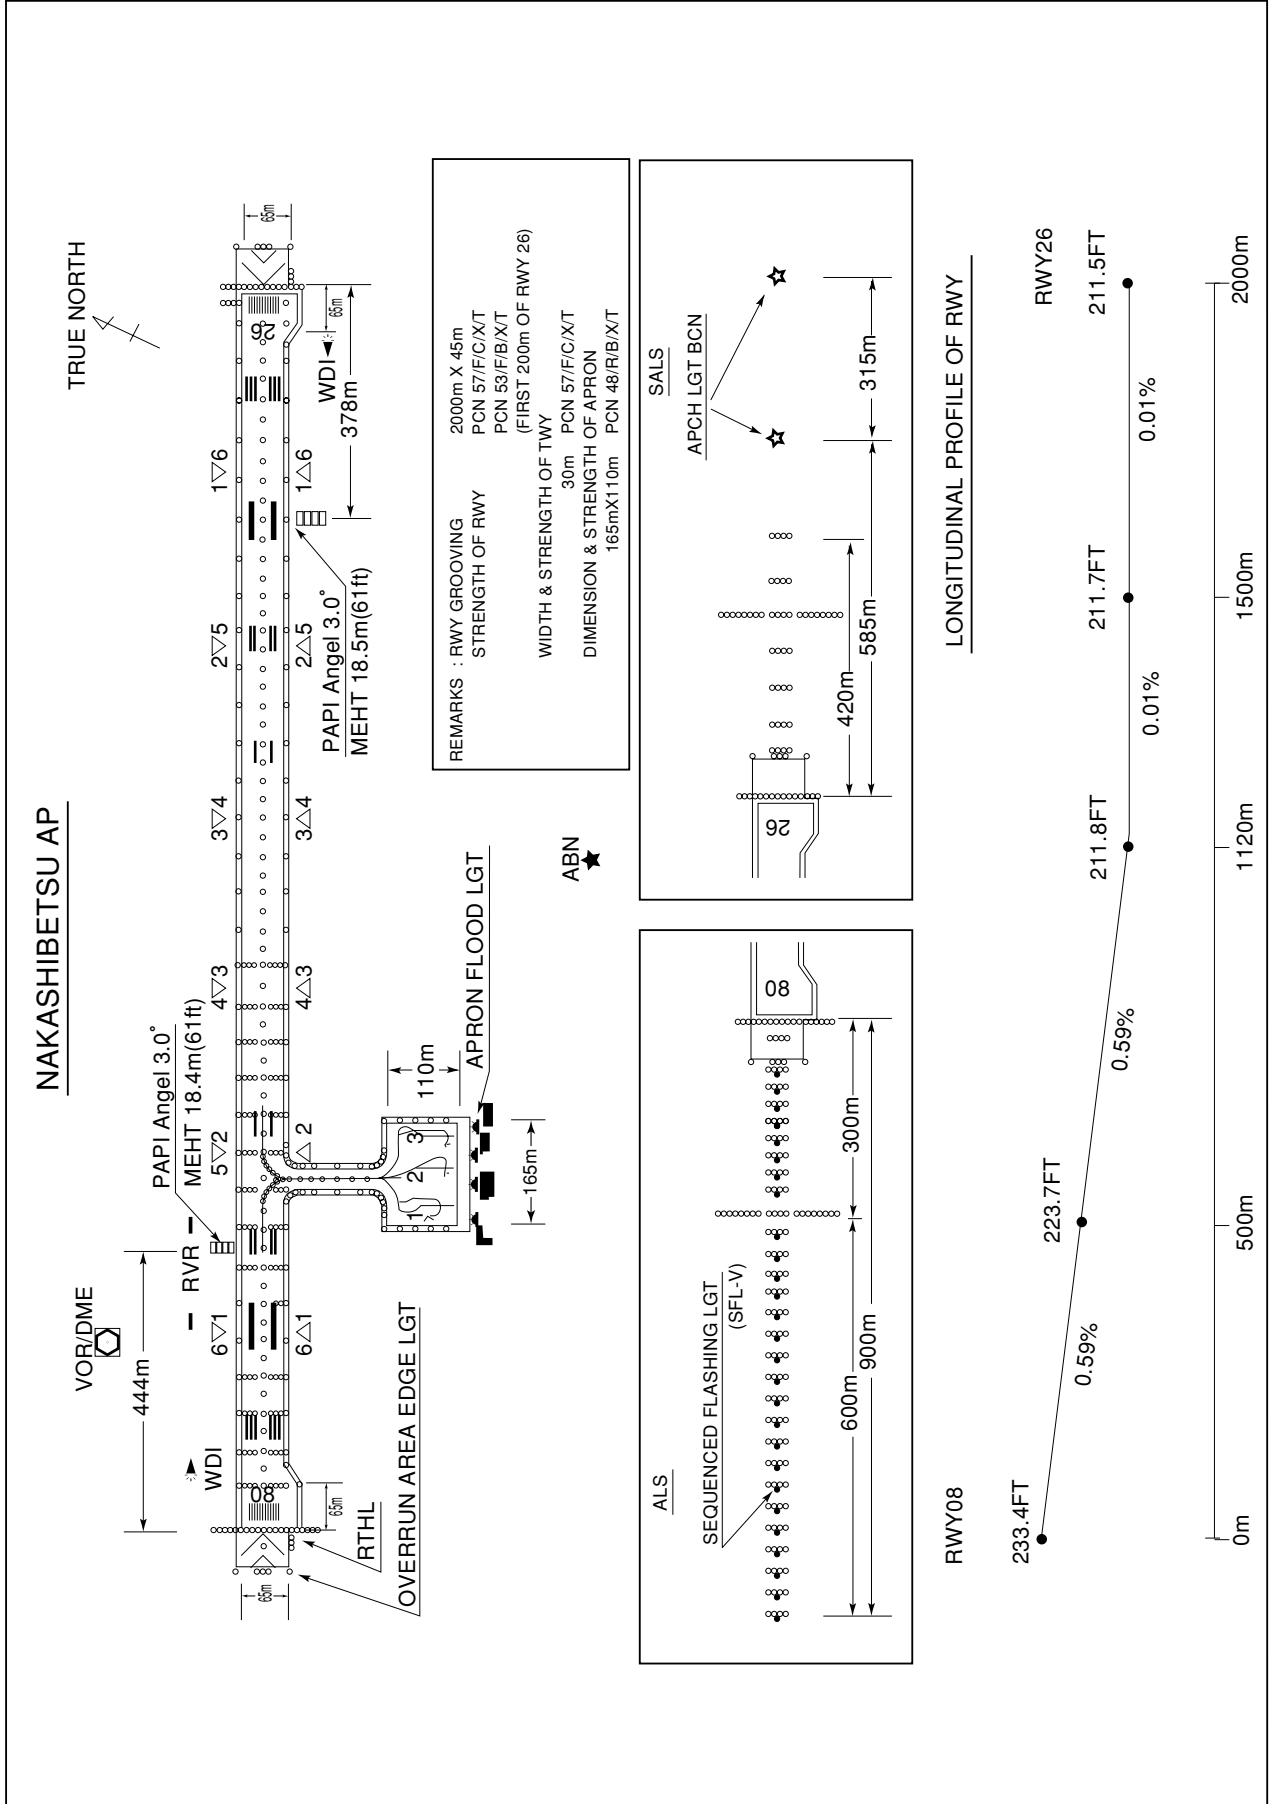 NAKASHIBETSU AP
TRUE NORTH
VOR/DME
444m
RVR
PAPI Angel 3.0°
MEHT 18.4m(61ft)
WDI
65m
08
26
65m
6▽1
5▽2
4▽3
3▽4
2▽5
1▽6
6△1
△2
4△3
3△4
2△5
1△6
65m
65m
WDI
378m
PAPI Angel 3.0°
MEHT 18.5m(61ft)
RTHL
OVERRUN AREA EDGE LGT
1
2
3
110m
165m
APRON FLOOD LGT
ABN
REMARKS : RWY GROOVING 2000m X 45m
STRENGTH OF RWY PCN 57/F/C/X/T
PCN 53/F/B/X/T
(FIRST 200m OF RWY 26)
WIDTH & STRENGTH OF TWY
30m PCN 57/F/C/X/T
DIMENSION & STRENGTH OF APRON
165mX110m PCN 48/R/B/X/T
ALS
SEQUENCED FLASHING LGT
(SFL-V)
08
600m
300m
900m
SALS
APCH LGT BCN
26
420m
585m
315m
LONGITUDINAL PROFILE OF RWY
RWY08
RWY26
233.4FT
223.7FT
211.8FT
211.7FT
211.5FT
0.59%
0.59%
0.01%
0.01%
0m
500m
1120m
1500m
2000m